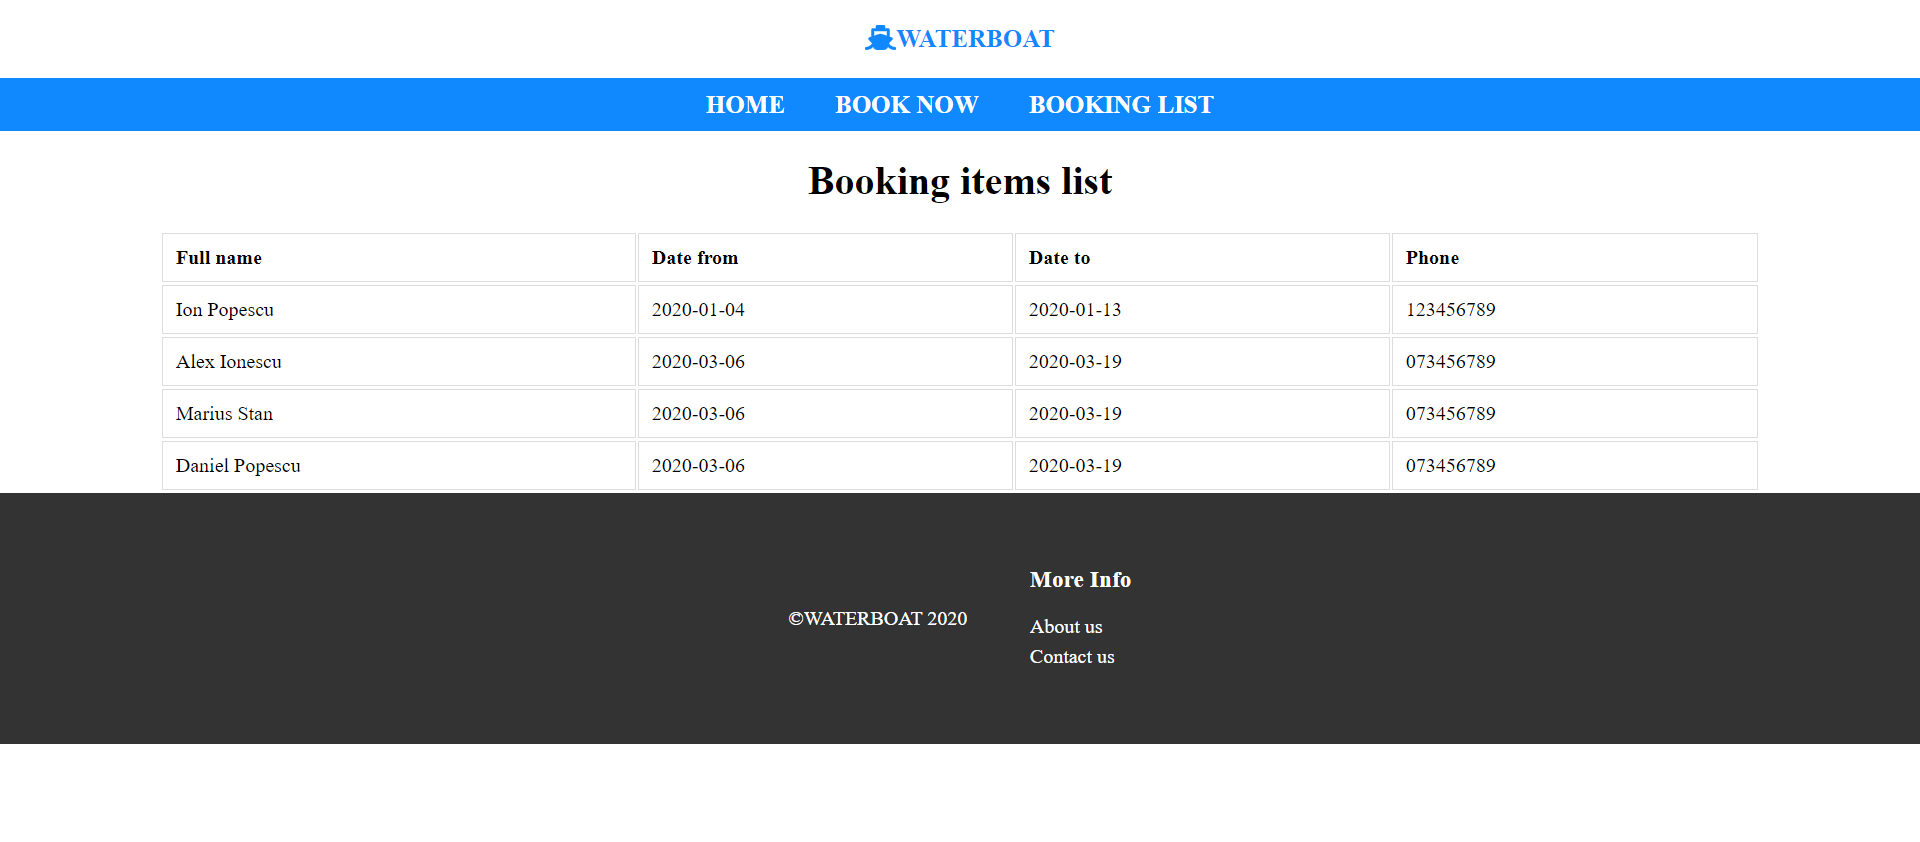 WATERBOAT
HOME BOOK NOW BOOKING LIST
Booking items list
Full name Date from Date to Phone
Ion Popescu 2020-01-04 2020-01-13 123456789
Alex Ionescu 2020-03-06 2020-03-19 073456789
Marius Stan 2020-03-06 2020-03-19 073456789
Daniel Popescu 2020-03-06 2020-03-19 073456789
©WATERBOAT 2020
More Info
About us
Contact us